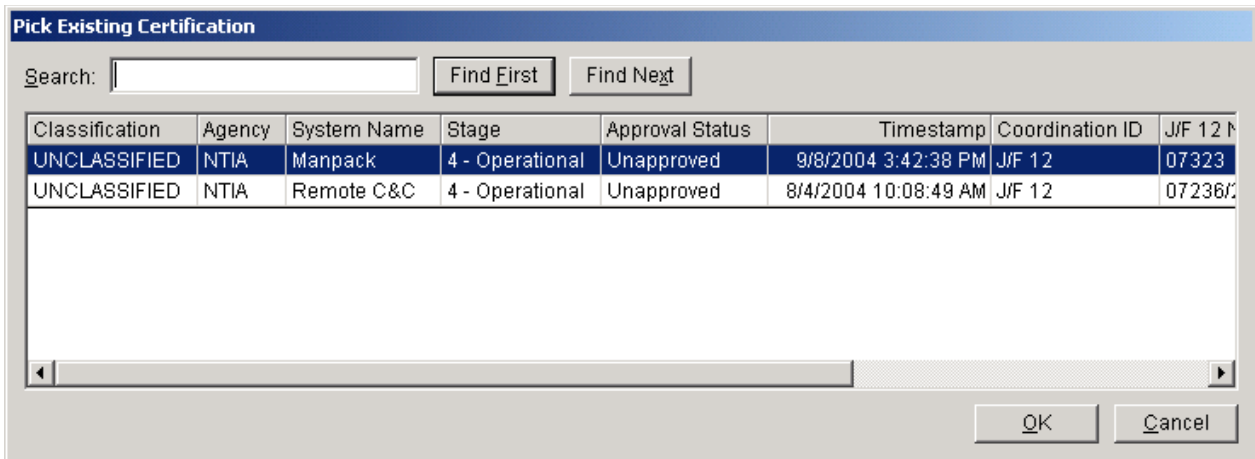 Pick Existing Certification
Search: Find First Find Next
Classification Agency System Name Stage Approval Status Timestamp Coordination ID J/F 12
UNCLASSIFIED NTIA Manpack 4 - Operational Unapproved 9/8/2004 3:42:38 PM J/F 12 07323
UNCLASSIFIED NTIA Remote C&C 4 - Operational Unapproved 8/4/2004 10:08:49 AM J/F 12 07236/
OK Cancel